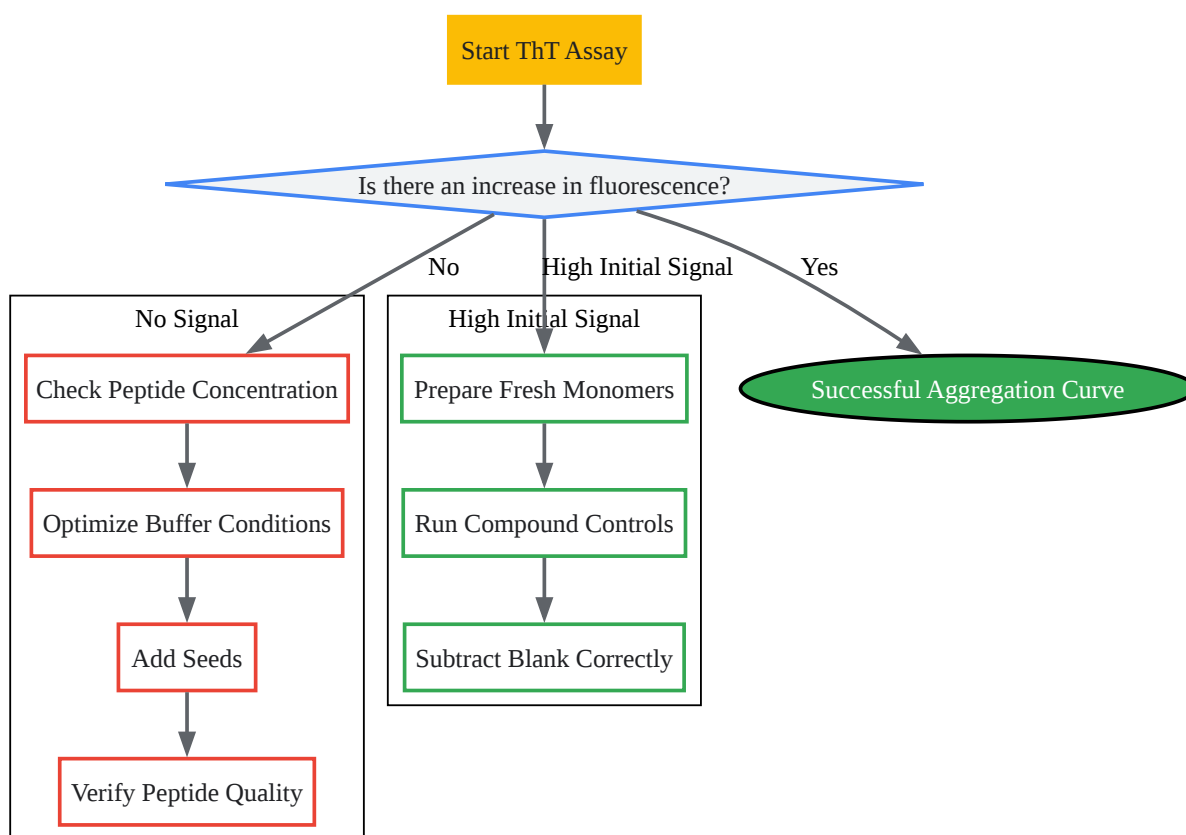 Start ThT Assay
Is there an increase in fluorescence?
No
High Initial Signal
Yes
No Signal
High Initial Signal
Check Peptide Concentration
Prepare Fresh Monomers
Successful Aggregation Curve
Optimize Buffer Conditions
Run Compound Controls
Add Seeds
Subtract Blank Correctly
Verify Peptide Quality